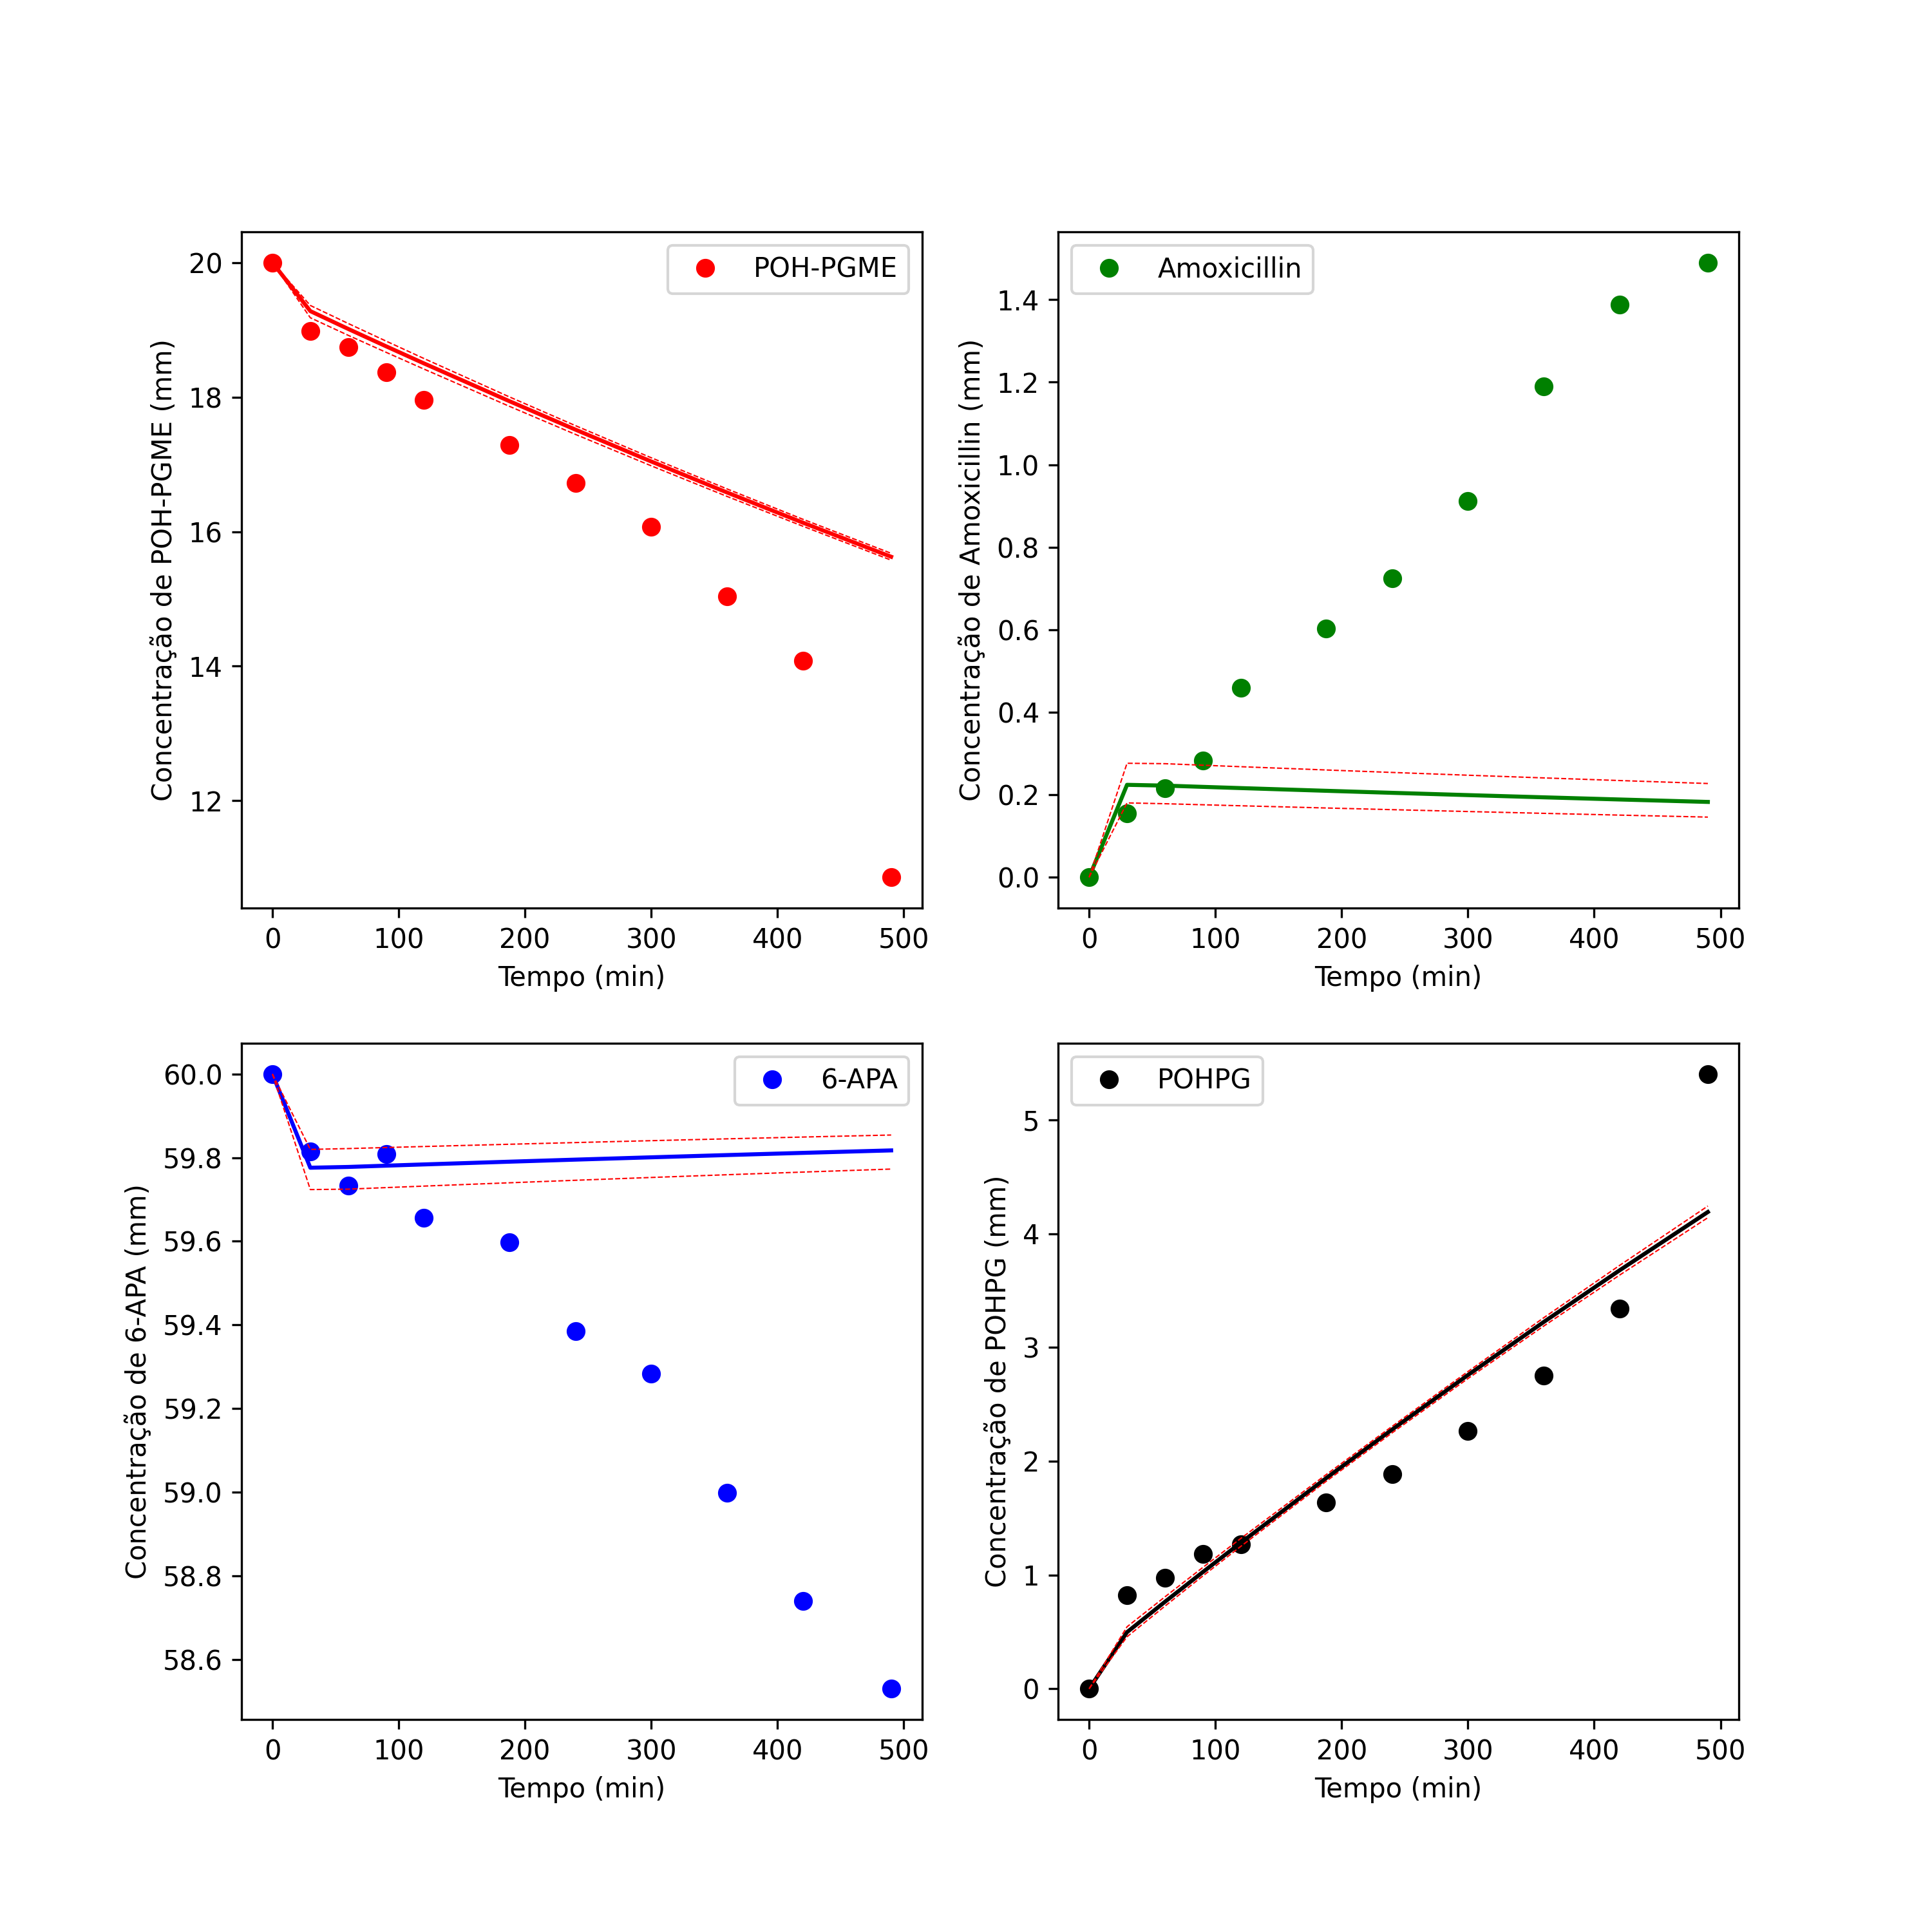 POH-PGME
Concentração de POH-PGME (mm)
20
18
16
14
12
0 100 200 300 400 500
Tempo (min)
Amoxicillin
Concentração de Amoxicillin (mm)
1.4
1.2
1.0
0.8
0.6
0.4
0.2
0.0
0 100 200 300 400 500
Tempo (min)
6-APA
Concentração de 6-APA (mm)
60.0
59.8
59.6
59.4
59.2
59.0
58.8
58.6
0 100 200 300 400 500
Tempo (min)
POHPG
Concentração de POHPG (mm)
5
4
3
2
1
0
0 100 200 300 400 500
Tempo (min)